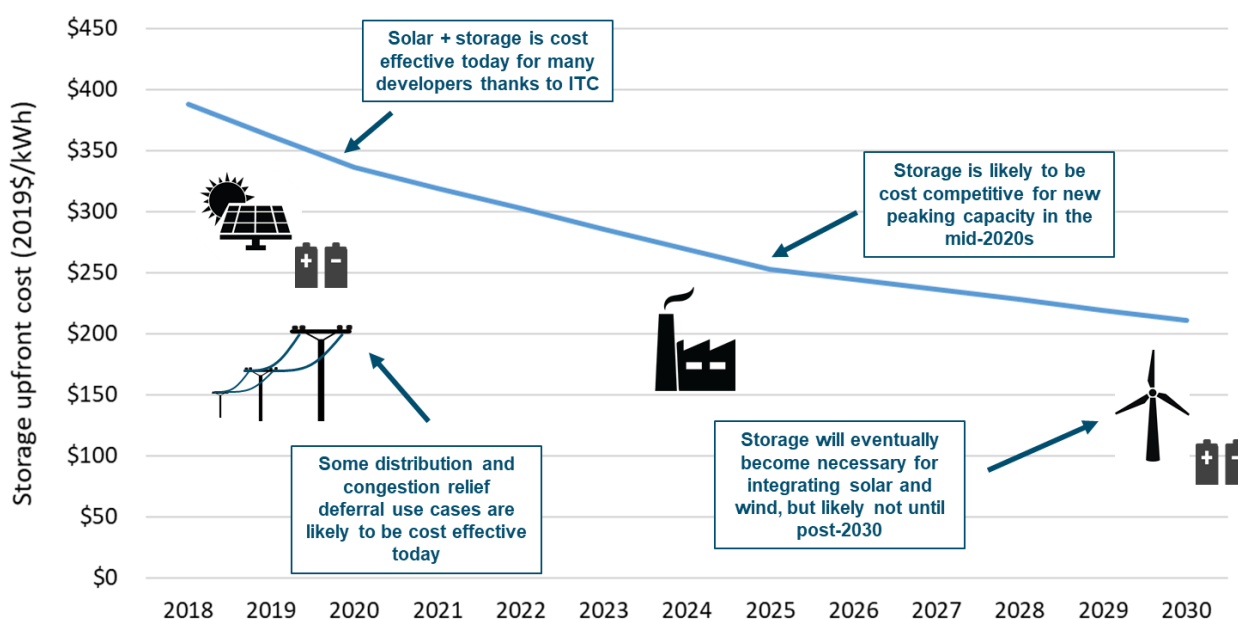 Storage upfront cost (2019$/kWh)
$450
$400
$350
$300
$250
$200
$150
$100
$50
$0
Solar + storage is cost
effective today for many
developers thanks to ITC
Storage is likely to be
cost competitive for new
peaking capacity in the
mid-2020s
+ −
Some distribution and
congestion relief
deferral use cases are
likely to be cost effective
today
Storage will eventually
become necessary for
integrating solar and
wind, but likely not until
post-2030
+ −
2018 2019 2020 2021 2022 2023 2024 2025 2026 2027 2028 2029 2030